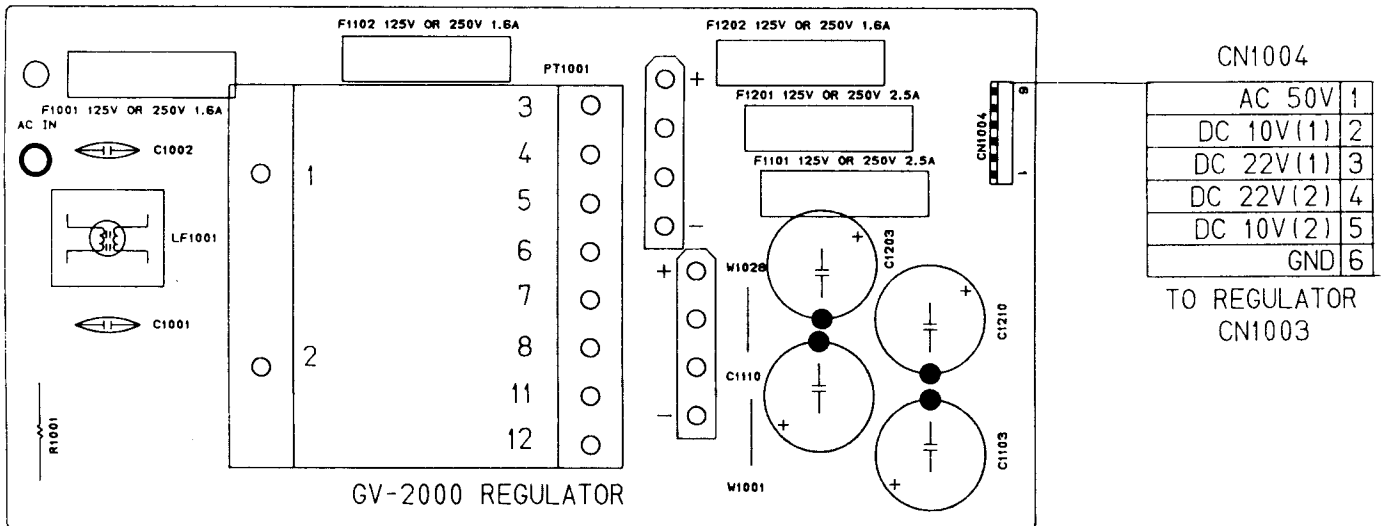 F1102 125V OR 250V 1.6A
F1202 125V OR 250V 1.6A
PT1001
F1001 125V OR 250V 1.6A
AC IN
C1002
LF1001
C1001
R1001
1
2
3
4
5
6
7
8
11
12
+
-
+
-
F1201 125V OR 250V 2.5A
F1101 125V OR 250V 2.5A
CN1004
6
1
W1028
+
C1203
+
C1210
C1110
+
W1001
+
C1103
GV-2000 REGULATOR
CN1004
AC 50V 1
DC 10V(1) 2
DC 22V(1) 3
DC 22V(2) 4
DC 10V(2) 5
GND 6
TO REGULATOR
CN1003